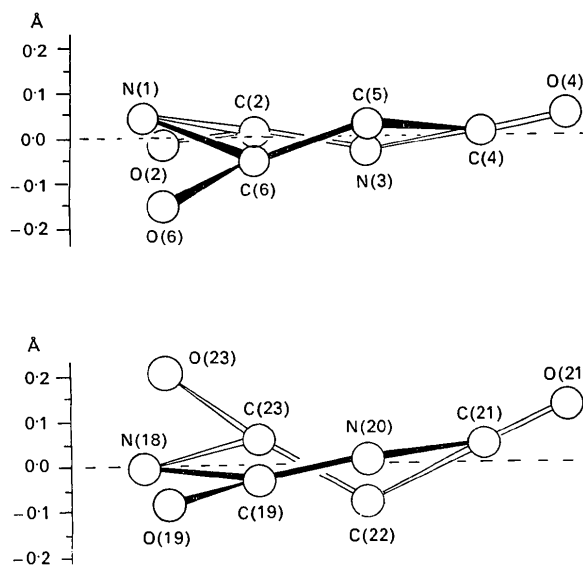 Å
0·2
0·1
0·0
-0·1
-0·2
N(1)
O(2)
O(6)
C(2)
C(6)
C(5)
N(3)
C(4)
O(4)
Å
0·2
0·1
0·0
-0·1
-0·2
O(23)
N(18)
O(19)
C(23)
C(19)
N(20)
C(22)
C(21)
O(21